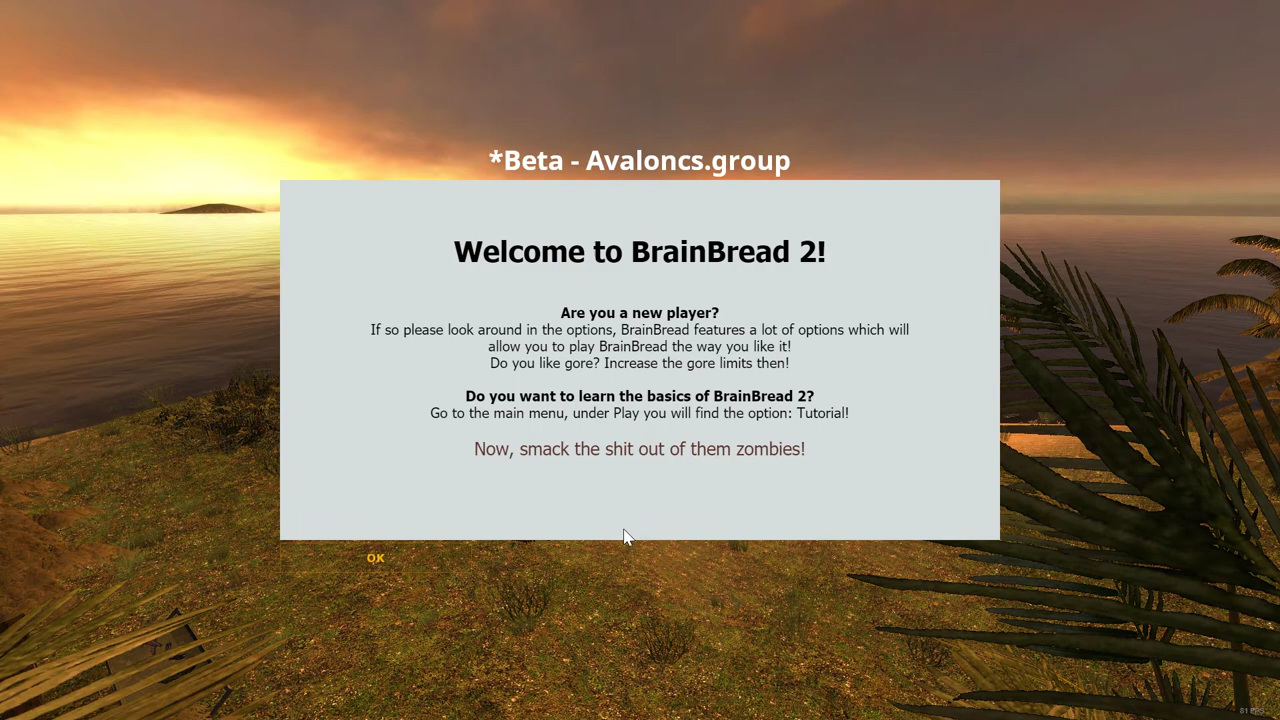 *Beta - Avaloncs.group
Welcome to BrainBread 2!
Are you a new player?
If so please look around in the options, BrainBread features a lot of options which will
allow you to play BrainBread the way you like it!
Do you like gore? Increase the gore limits then!
Do you want to learn the basics of BrainBread 2?
Go to the main menu, under Play you will find the option: Tutorial!
Now, smack the shit out of them zombies!
OK